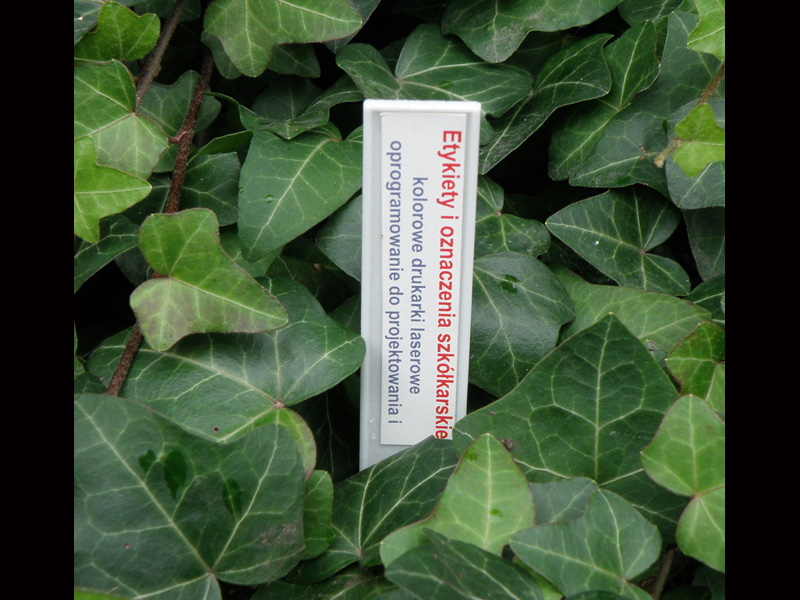 Etykiety i oznaczenia szkółkarskie
kolorowe drukarki laserowe
oprogramowanie do projektowania i